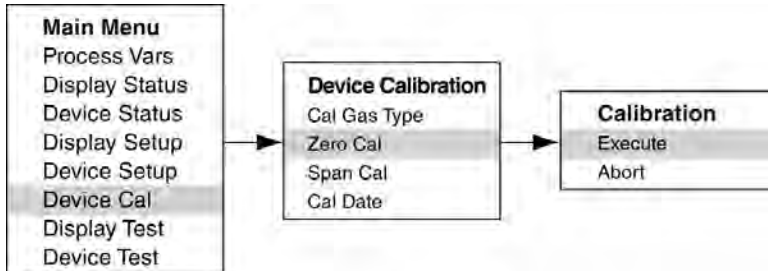 Main Menu
Process Vars
Display Status
Device Status
Display Setup
Device Setup
Device Cal
Display Test
Device Test
Device Calibration
Cal Gas Type
Zero Cal
Span Cal
Cal Date
Calibration
Execute
Abort